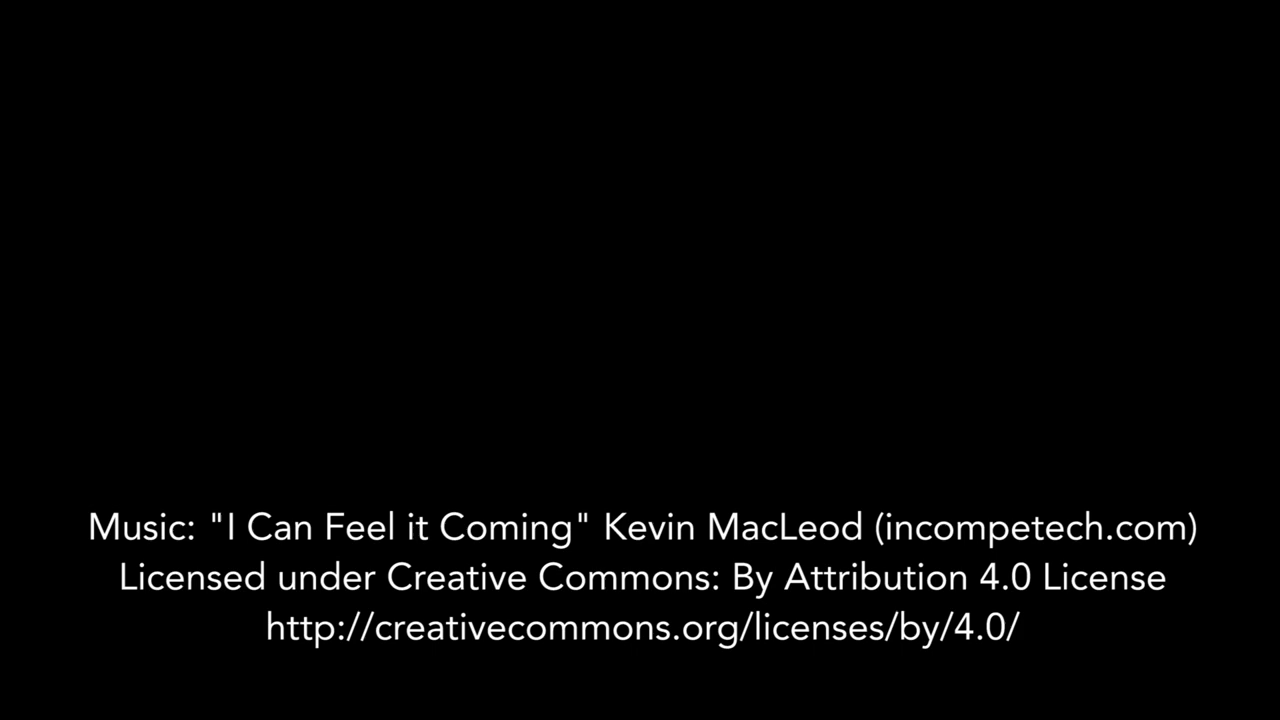 Music: "I Can Feel it Coming" Kevin MacLeod (incompetech.com)
Licensed under Creative Commons: By Attribution 4.0 License
http://creativecommons.org/licenses/by/4.0/